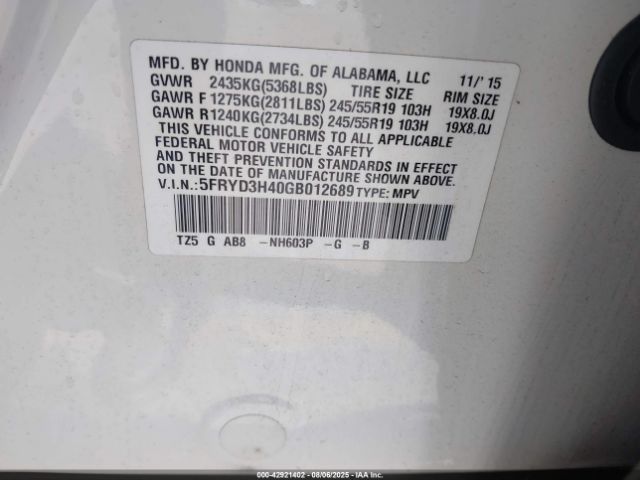 MFD. BY HONDA MFG. OF ALABAMA, LLC 11/' 15
GVWR 2435KG(5368LBS) TIRE SIZE RIM SIZE
GAWR F 1275KG(2811LBS) 245/55R19 103H 19X8.0J
GAWR R1240KG(2734LBS) 245/55R19 103H 19X8.0J
THIS VEHICLE CONFORMS TO ALL APPLICABLE
FEDERAL MOTOR VEHICLE SAFETY
AND THEFT PREVENTION STANDARDS IN EFFECT
ON THE DATE OF MANUFACTURE SHOWN ABOVE.
V.I.N.: 5FRYD3H40GB012689 TYPE: MPV
TZ5 G AB8 -NH603P -G -B
000-42921402 - 08/06/2025 - IAA Inc.